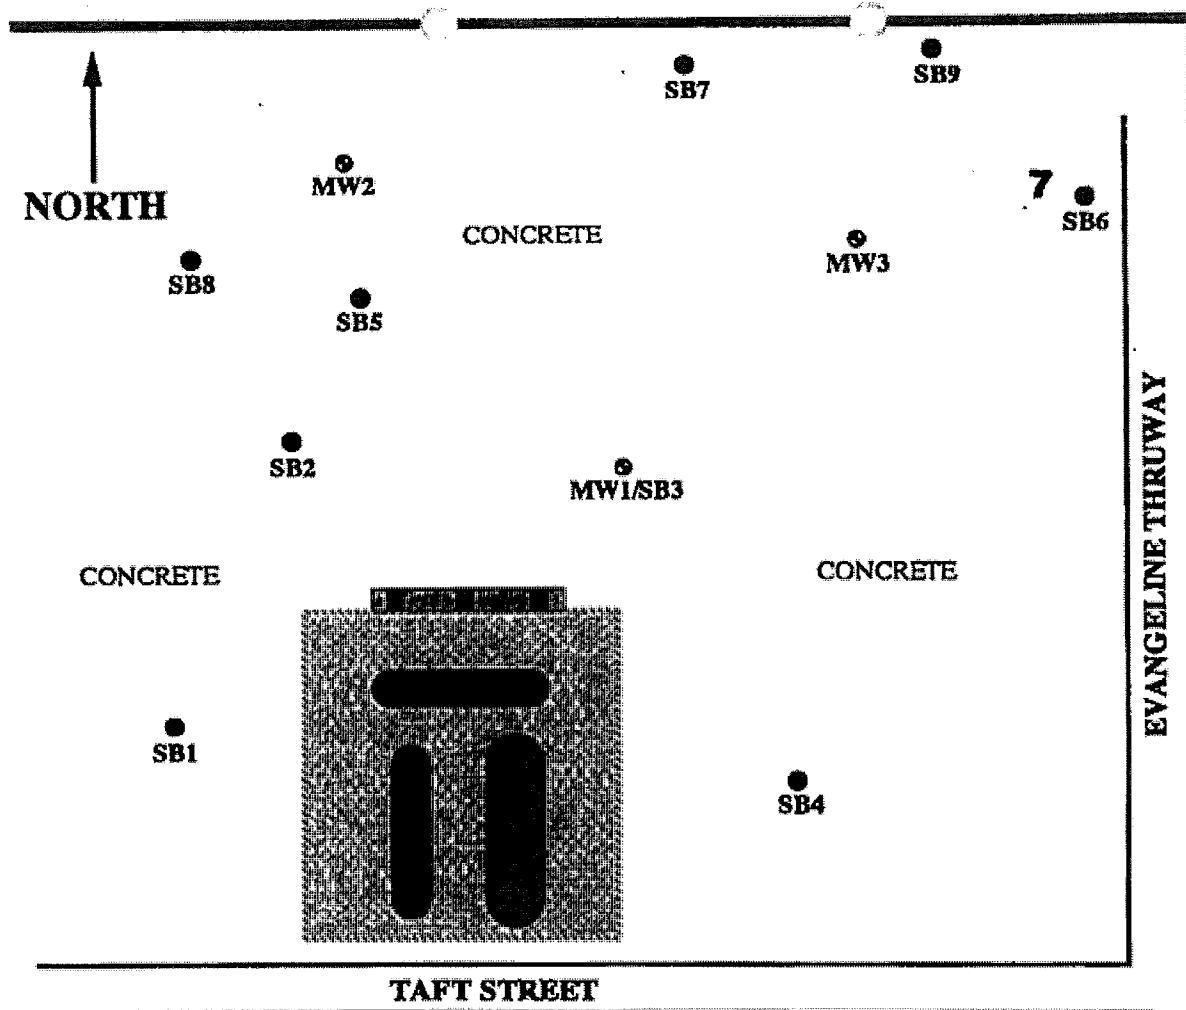 SB9
SB7
MW2
7
NORTH
SB6
CONCRETE
MW3
SB8
SB5
SB2
MW1/SB3
EVANGELINE THRUWAY
CONCRETE
CONCRETE
SB1
SB4
TAFT STREET